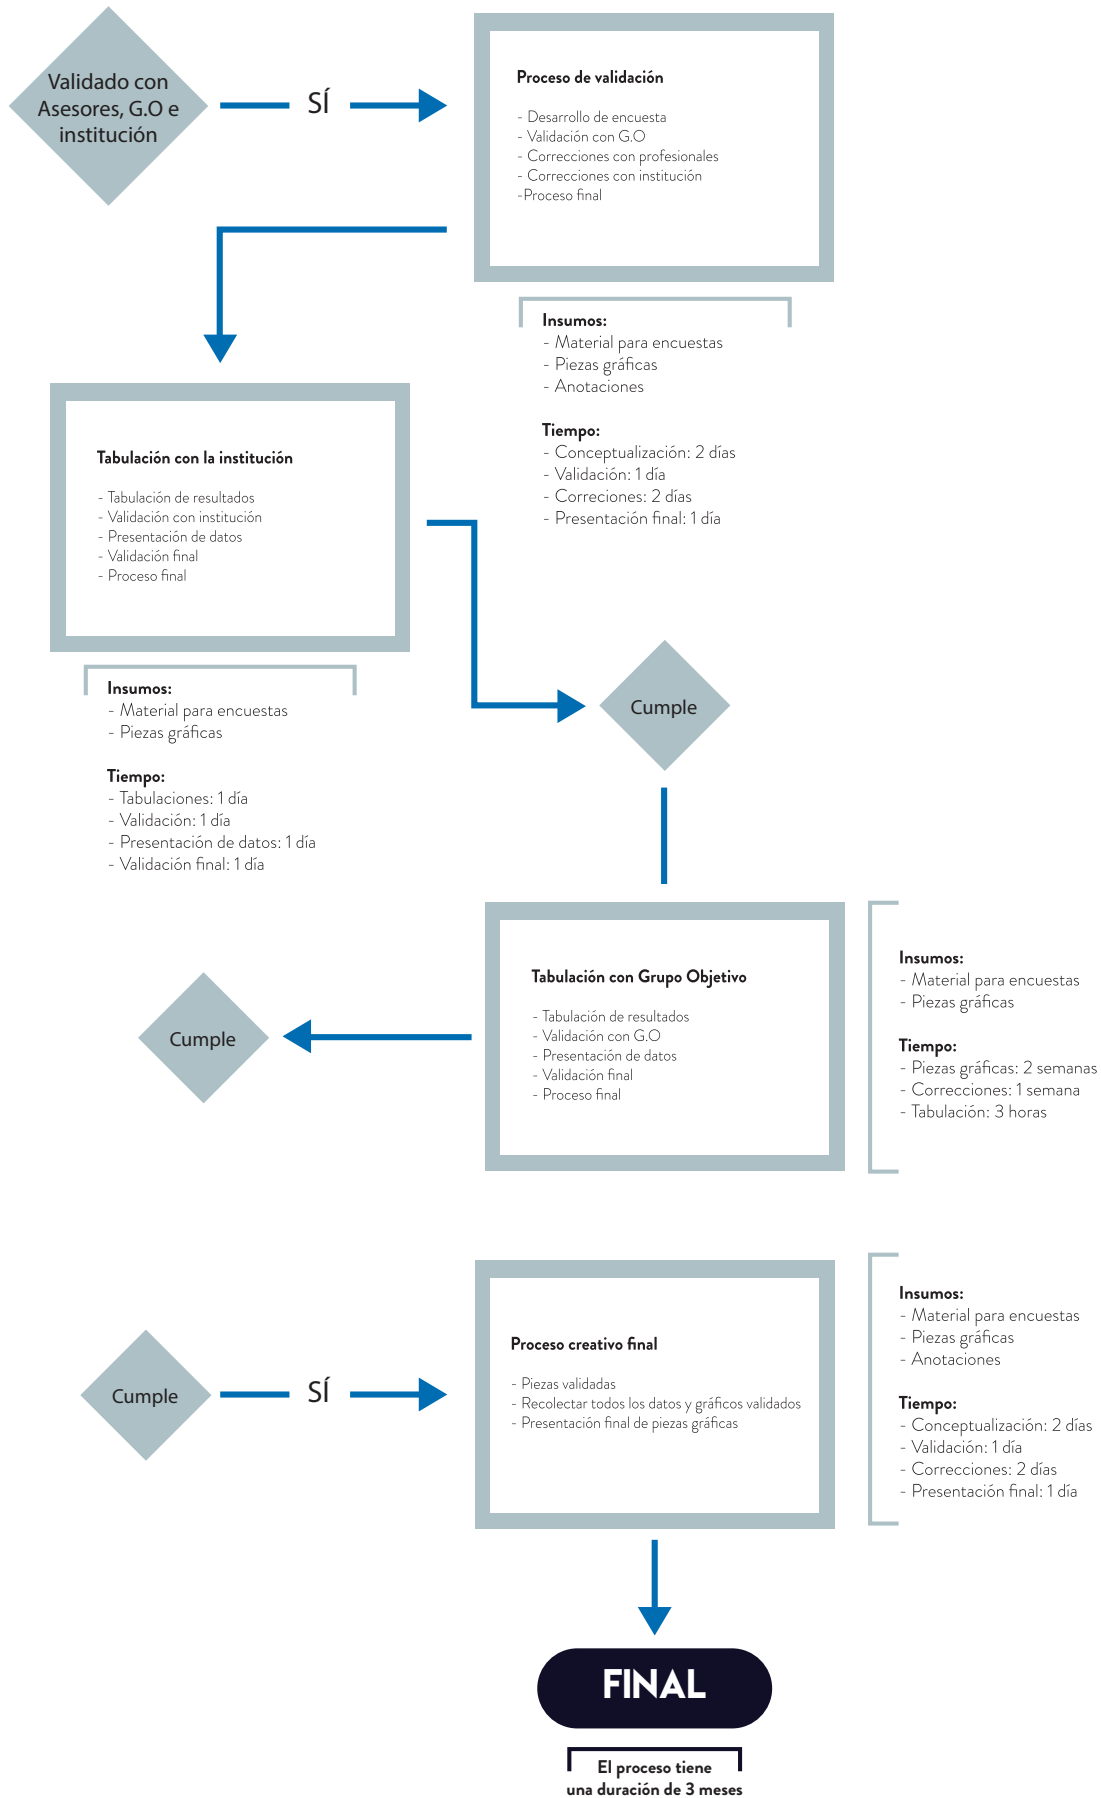 Validado con
Asesores, G.O e
institución
SÍ
Proceso de validación
- Desarrollo de encuesta
- Validación con G.O
- Correcciones con profesionales
- Correcciones con institución
-Proceso final
Insumos:
- Material para encuestas
- Piezas gráficas
- Anotaciones
Tiempo:
- Conceptualización: 2 días
- Validación: 1 día
- Correciones: 2 días
- Presentación final: 1 día
Tabulación con la institución
- Tabulación de resultados
- Validación con institución
- Presentación de datos
- Validación final
- Proceso final
Insumos:
- Material para encuestas
- Piezas gráficas
Tiempo:
- Tabulaciones: 1 día
- Validación: 1 día
- Presentación de datos: 1 día
- Validación final: 1 día
Cumple
Tabulación con Grupo Objetivo
- Tabulación de resultados
- Validación con G.O
- Presentación de datos
- Validación final
- Proceso final
Insumos:
- Material para encuestas
- Piezas gráficas
Tiempo:
- Piezas gráficas: 2 semanas
- Correcciones: 1 semana
- Tabulación: 3 horas
Cumple
Cumple
SÍ
Proceso creativo final
- Piezas validadas
- Recolectar todos los datos y gráficos validados
- Presentación final de piezas gráficas
Insumos:
- Material para encuestas
- Piezas gráficas
- Anotaciones
Tiempo:
- Conceptualización: 2 días
- Validación: 1 día
- Correcciones: 2 días
- Presentación final: 1 día
FINAL
El proceso tiene
una duración de 3 meses